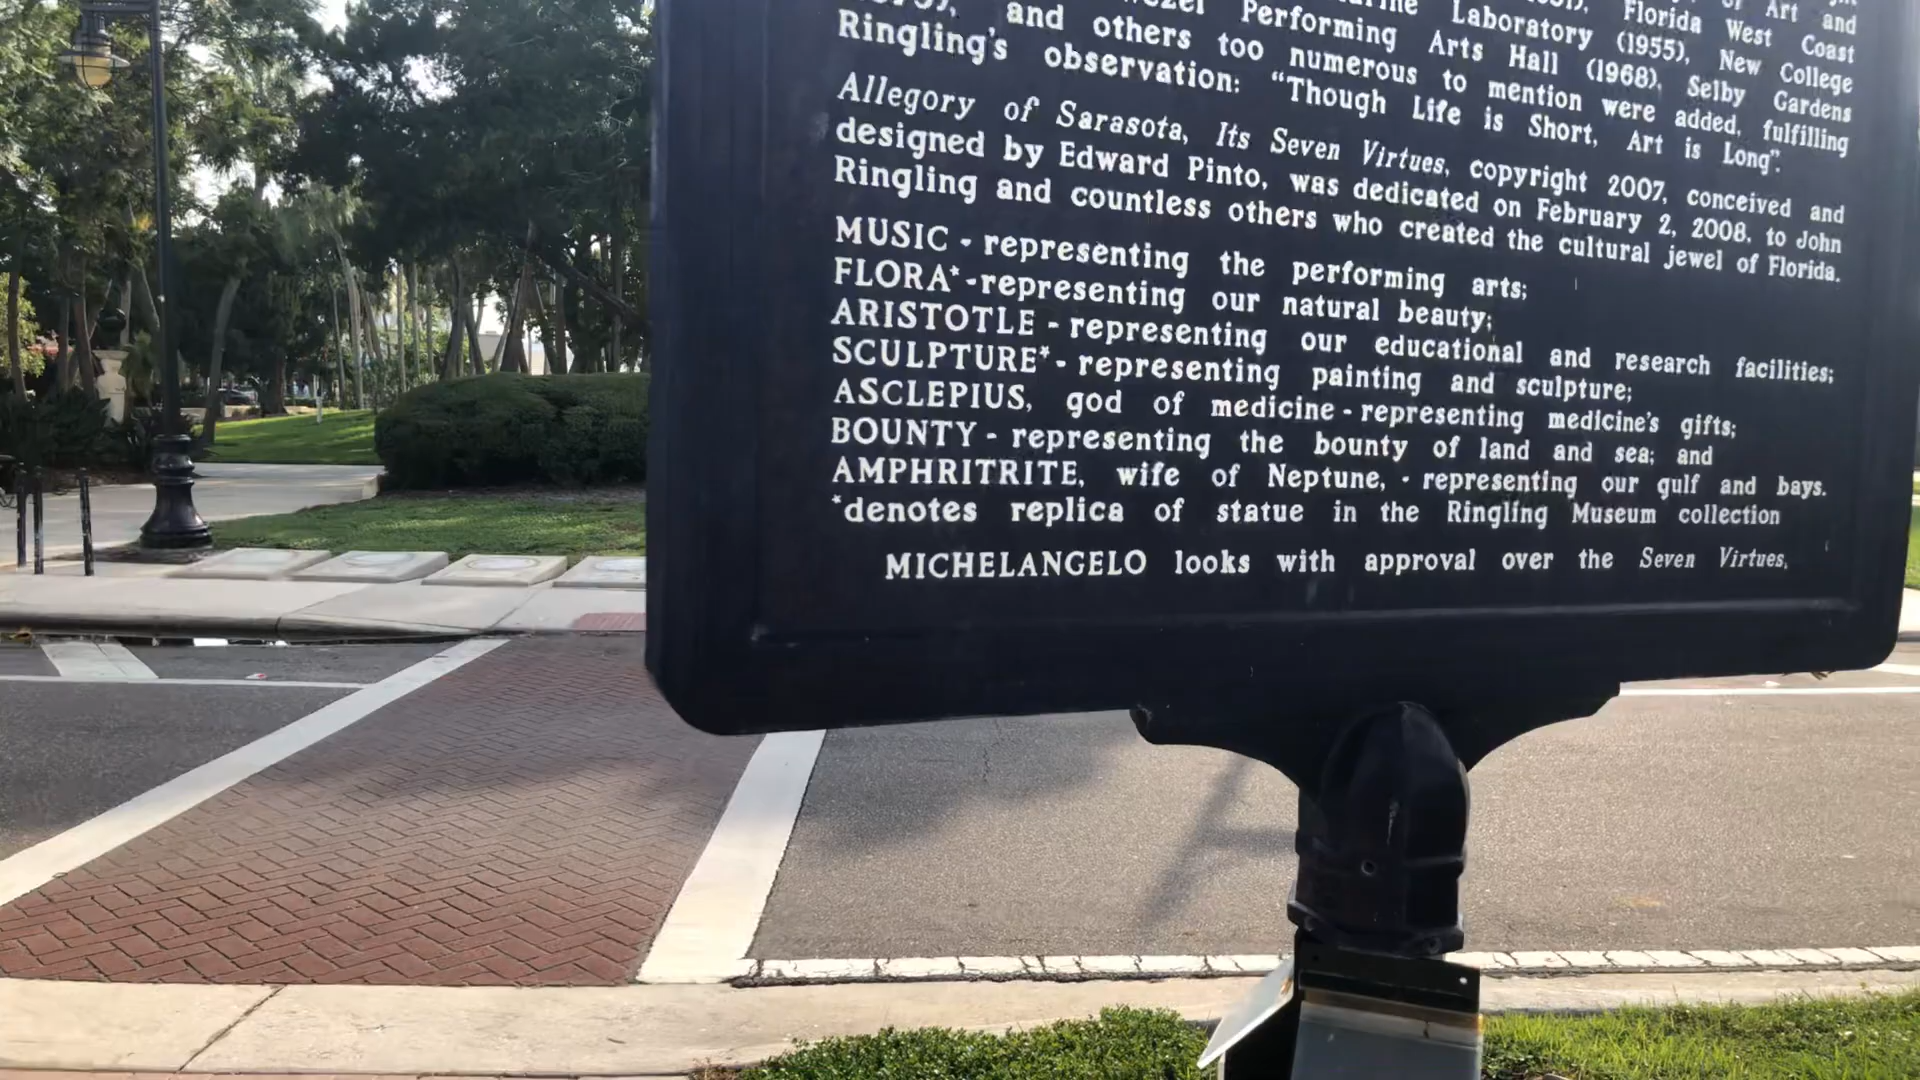 of Art and
Laboratory (1955), Florida West Coast
Performing Arts Hall (1968), New College
and others too numerous to mention were added, fulfilling Selby Gardens
Ringling's observation: "Though Life is Short, Art is Long".
Allegory of Sarasota, Its Seven Virtues, copyright 2007, conceived and
designed by Edward Pinto, was dedicated on February 2, 2008, to John
Ringling and countless others who created the cultural jewel of Florida.
MUSIC - representing the performing arts;
FLORA* - representing our natural beauty;
ARISTOTLE - representing our educational and research facilities;
SCULPTURE* - representing painting and sculpture;
ASCLEPIUS, god of medicine - representing medicine's gifts;
BOUNTY - representing the bounty of land and sea; and
AMPHRITRITE, wife of Neptune, - representing our gulf and bays.
*denotes replica of statue in the Ringling Museum collection
MICHELANGELO looks with approval over the Seven Virtues,